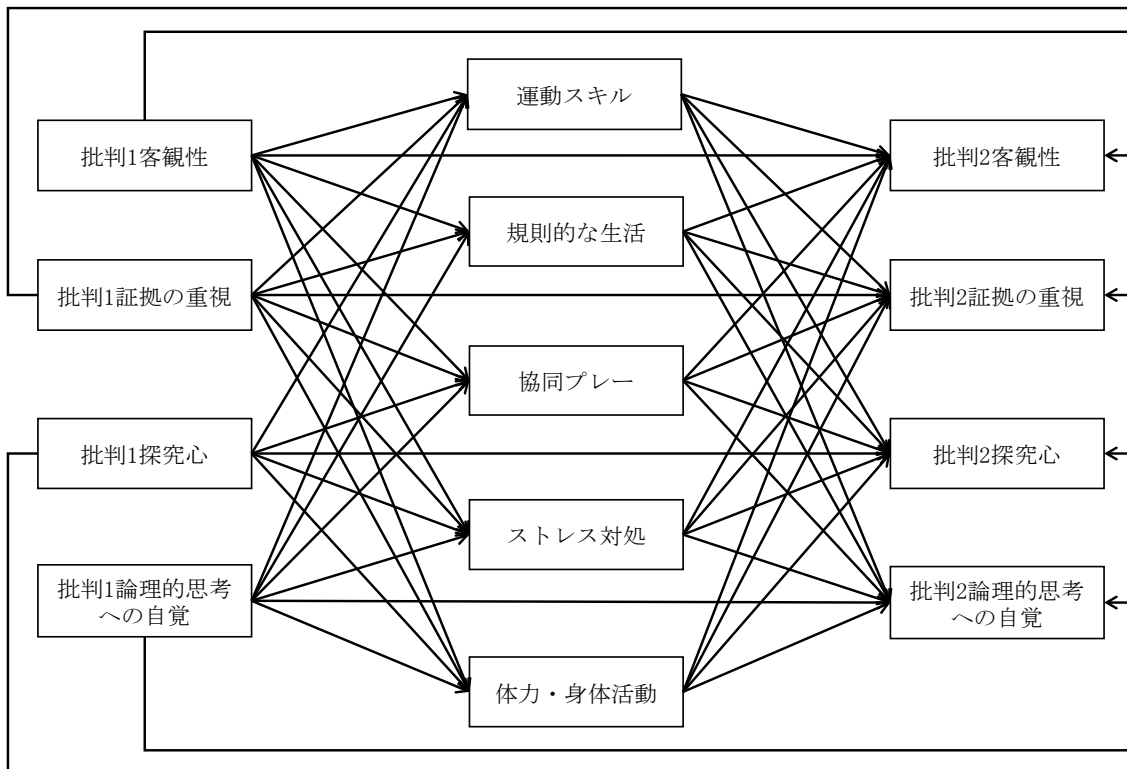 運動スキル
批判1客観性
批判2客観性
規則的な生活
批判1証拠の重視
批判2証拠の重視
協同プレー
批判1探究心
批判2探究心
ストレス対処
批判1論理的思考
への自覚
批判2論理的思考
への自覚
体力・身体活動